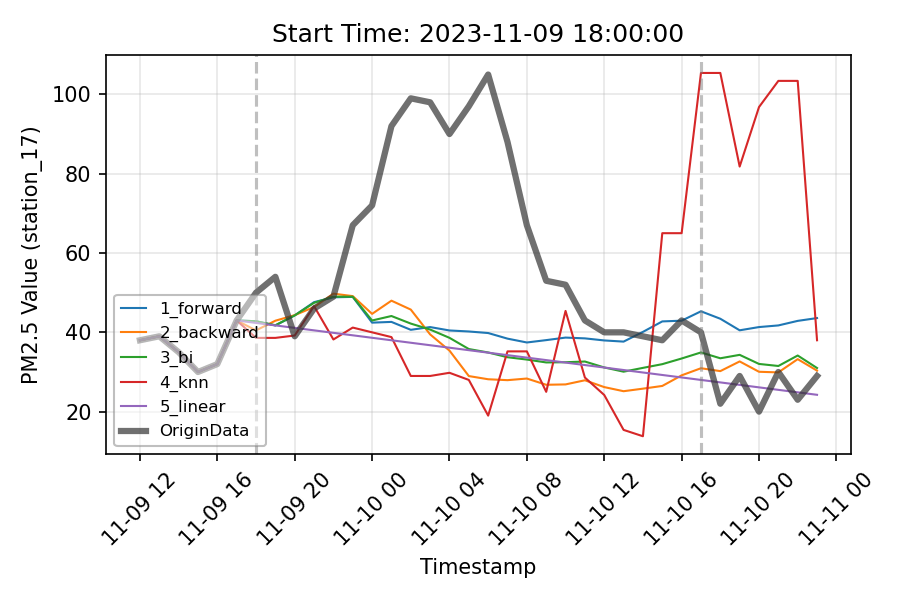 Start Time: 2023-11-09 18:00:00
PM2.5 Value (station_17)
100
80
60
40
20
1_forward
2_backward
3_bi
4_knn
5_linear
OriginData
11-09 12
11-09 16
11-09 20
11-10 00
11-10 04
11-10 08
11-10 12
11-10 16
11-10 20
11-11 00
Timestamp